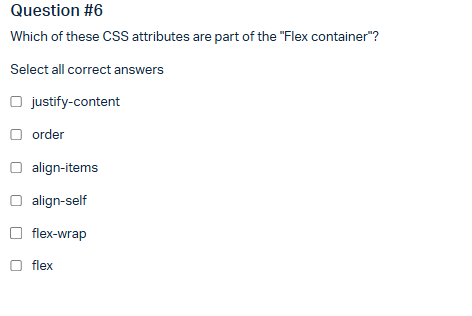 Question #6
Which of these CSS attributes are part of the "Flex container"?
Select all correct answers
justify-content
order
align-items
align-self
flex-wrap
flex